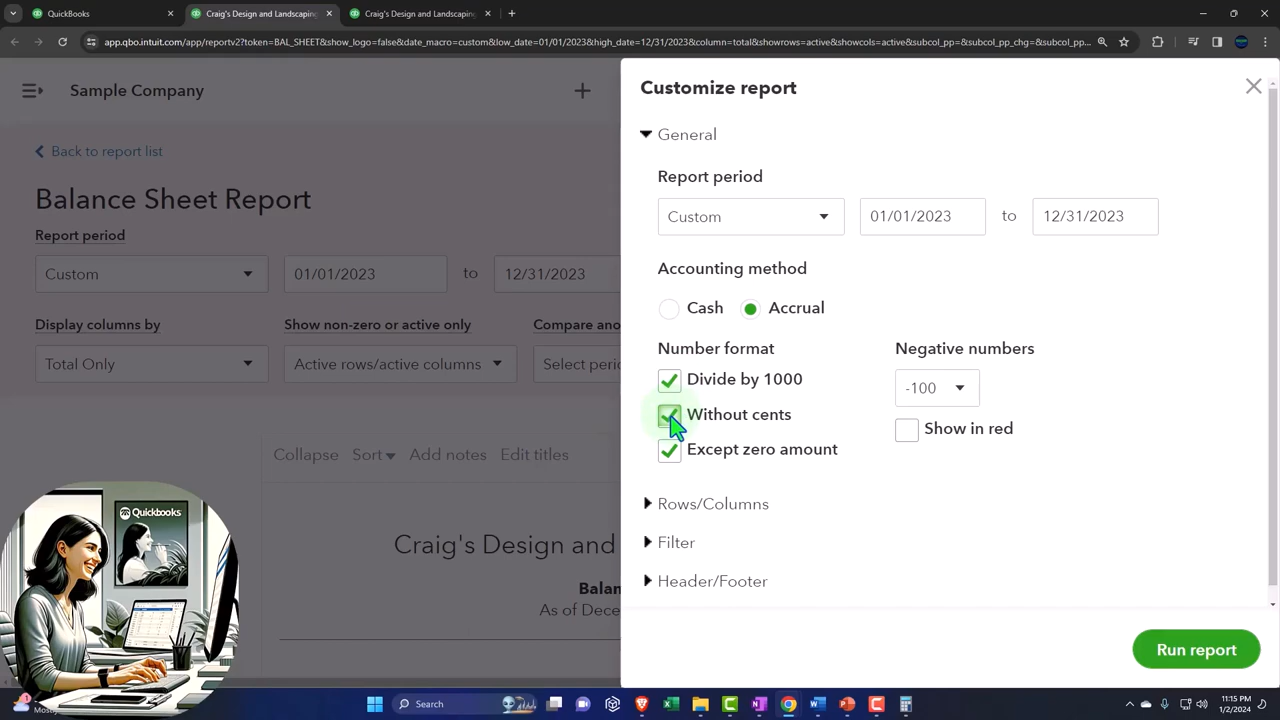 QuickBooks
Craig's Design and Landscaping
Craig's Design and Landscaping
app.qbo.intuit.com/app/reportv2?token=BAL_SHEET&show_logo=false&date_macro=custom&low_date=01/01/2023&high_date=12/31/2023&showrows=active&showcols=active&subcol_pp=&subcol_pp_chg=&subcol_pp...
Sample Company
Back to report list
Balance Sheet Report
Report period
Custom
01/01/2023
to
12/31/2023
Display columns by
Show non-zero or active only
Compare ano
Total Only
Active rows/active columns
Select peri
Collapse
Sort
Add notes
Edit titles
Craig's Design and
Balan
As of Dece
Quickbooks
Customize report
General
Report period
Custom
01/01/2023
to
12/31/2023
Accounting method
Cash
Accrual
Number format
Negative numbers
Divide by 1000
-100
Without cents
Show in red
Except zero amount
Rows/Columns
Filter
Header/Footer
Run report
1
Search
11:15 PM
1/2/2024